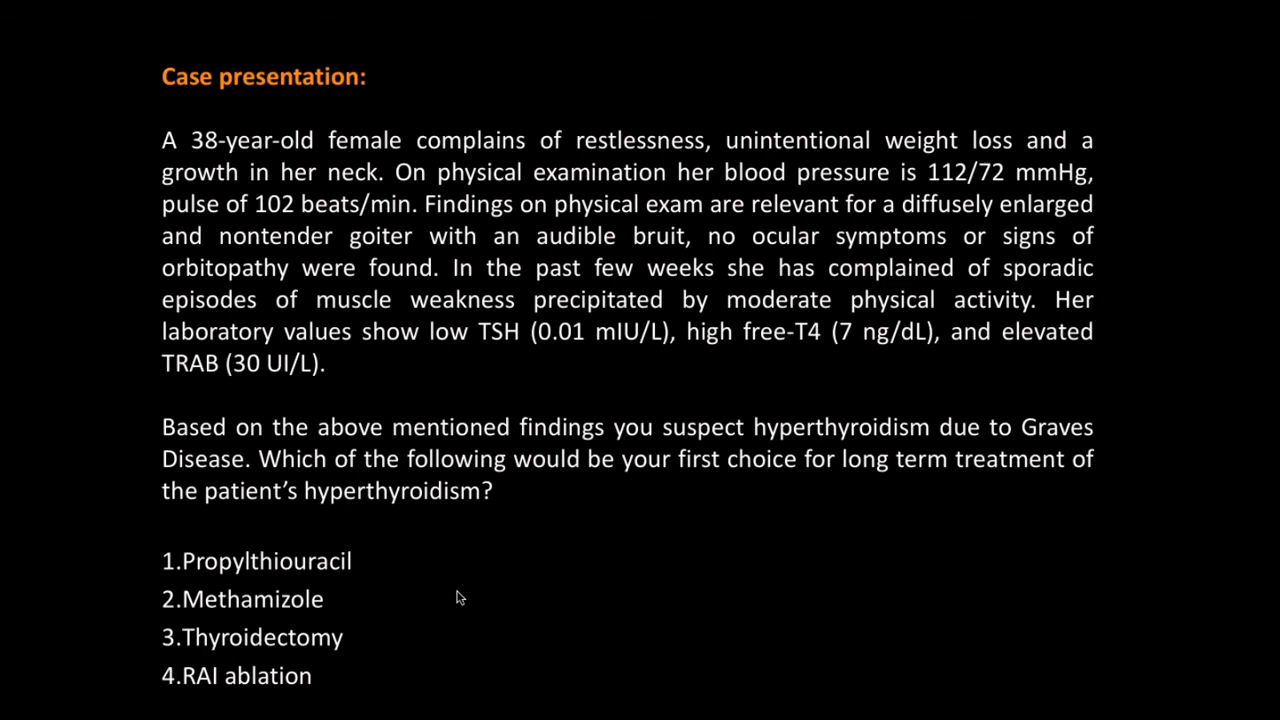 Case presentation:
A 38-year-old female complains of restlessness, unintentional weight loss and a
growth in her neck. On physical examination her blood pressure is 112/72 mmHg,
pulse of 102 beats/min. Findings on physical exam are relevant for a diffusely enlarged
and nontender goiter with an audible bruit, no ocular symptoms or signs of
orbitopathy were found. In the past few weeks she has complained of sporadic
episodes of muscle weakness precipitated by moderate physical activity. Her
laboratory values show low TSH (0.01 mIU/L), high free-T4 (7 ng/dL), and elevated
TRAB (30 UI/L).
Based on the above mentioned findings you suspect hyperthyroidism due to Graves
Disease. Which of the following would be your first choice for long term treatment of
the patient’s hyperthyroidism?
1.Propylthiouracil
2.Methamizole
3.Thyroidectomy
4.RAI ablation